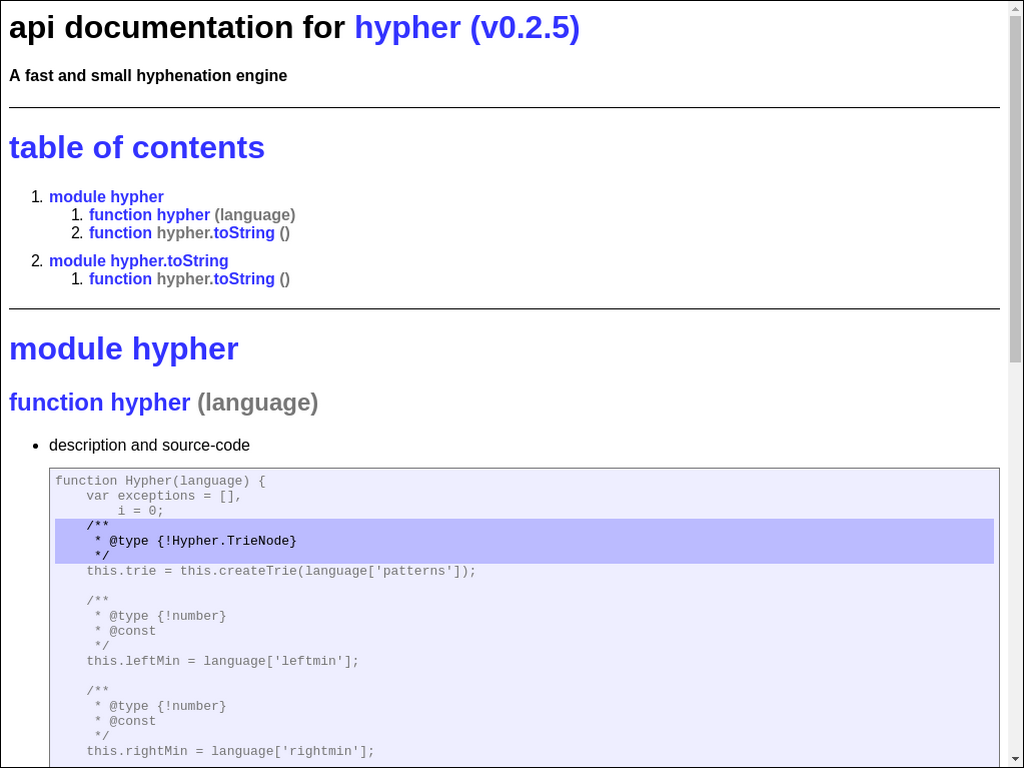 api documentation for hypher (v0.2.5)
A fast and small hyphenation engine
table of contents
1. module hypher
1. function hypher (language)
2. function hypher.toString ()
2. module hypher.toString
1. function hypher.toString ()
module hypher
function hypher (language)
• description and source-code
function Hypher(language) {
    var exceptions = [],
        i = 0;
    /**
     * @type {!Hypher.TrieNode}
     */
    this.trie = this.createTrie(language['patterns']);
    /**
     * @type {!number}
     * @const
     */
    this.leftMin = language['leftmin'];
    /**
     * @type {!number}
     * @const
     */
    this.rightMin = language['rightmin'];